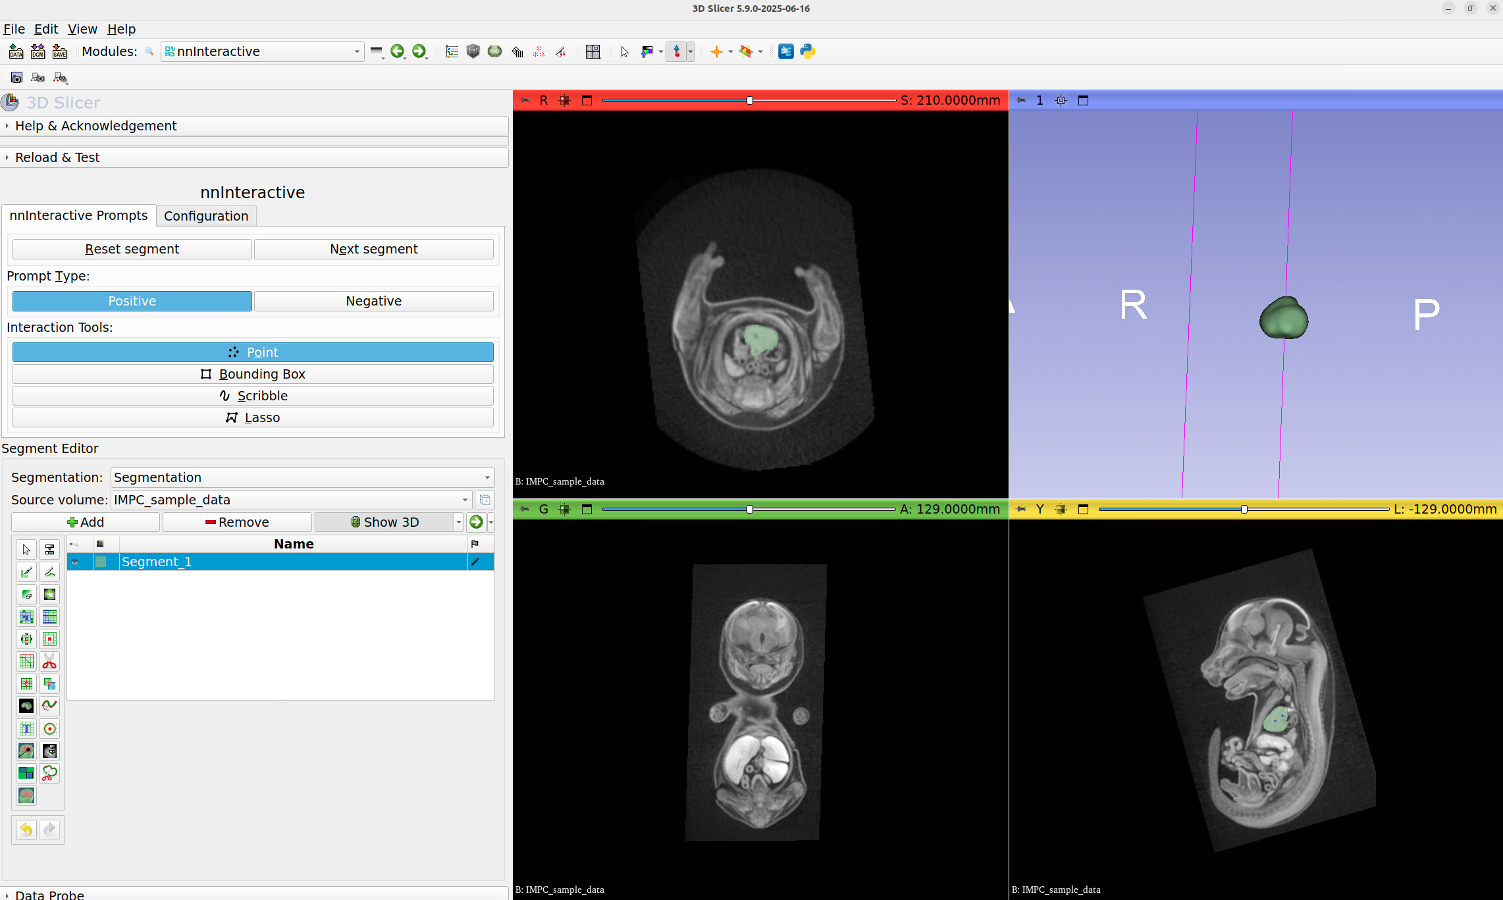 3D Slicer 5.9.0-2025-06-16
File Edit View Help
DATA DCM SAVE Modules: nnInteractive
3D Slicer
Help & Acknowledgement
Reload & Test
nnInteractive
nnInteractive Prompts Configuration
Reset segment Next segment
Prompt Type:
Positive Negative
Interaction Tools:
Point
Bounding Box
Scribble
Lasso
Segment Editor
Segmentation: Segmentation
Source volume: IMPC_sample_data
Add Remove Show 3D
Name
Segment_1
Data Probe
R S: 210.0000mm
B: IMPC_sample_data
1
R P
G A: 129.0000mm
B: IMPC_sample_data
Y L: -129.0000mm
B: IMPC_sample_data